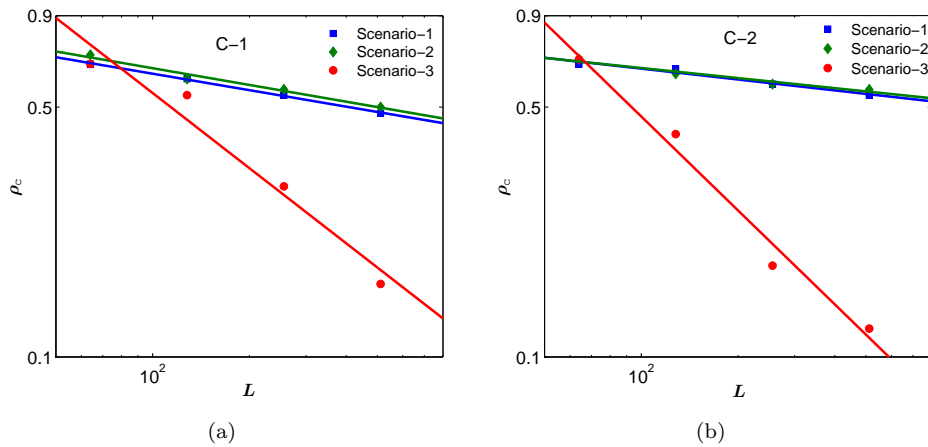 0.9
C−1
Scenario−1
Scenario−2
Scenario−3
0.5
ρc
0.1
10²
L
(a)
0.9
C−2
Scenario−1
Scenario−2
Scenario−3
0.5
ρc
0.1
10²
L
(b)